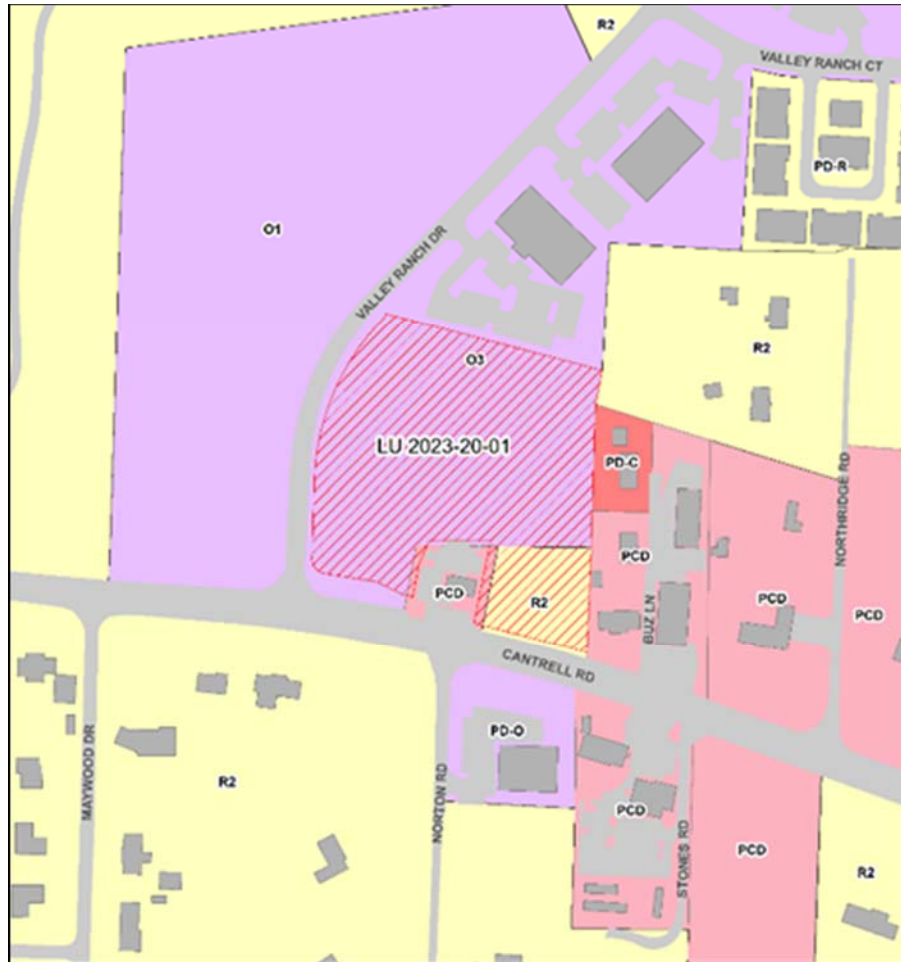 R2
VALLEY RANCH CT
PD-R
O1
VALLEY RANCH DR
O3
R2
LU 2023-20-01
PD-C
NORTHRIDGE RD
PCD
PCD
R2
PCD
PCD
BUZ LN
CANTRELL RD
MAYWOOD DR
R2
NORTON RD
PD-O
PCD
STONES RD
PCD
R2